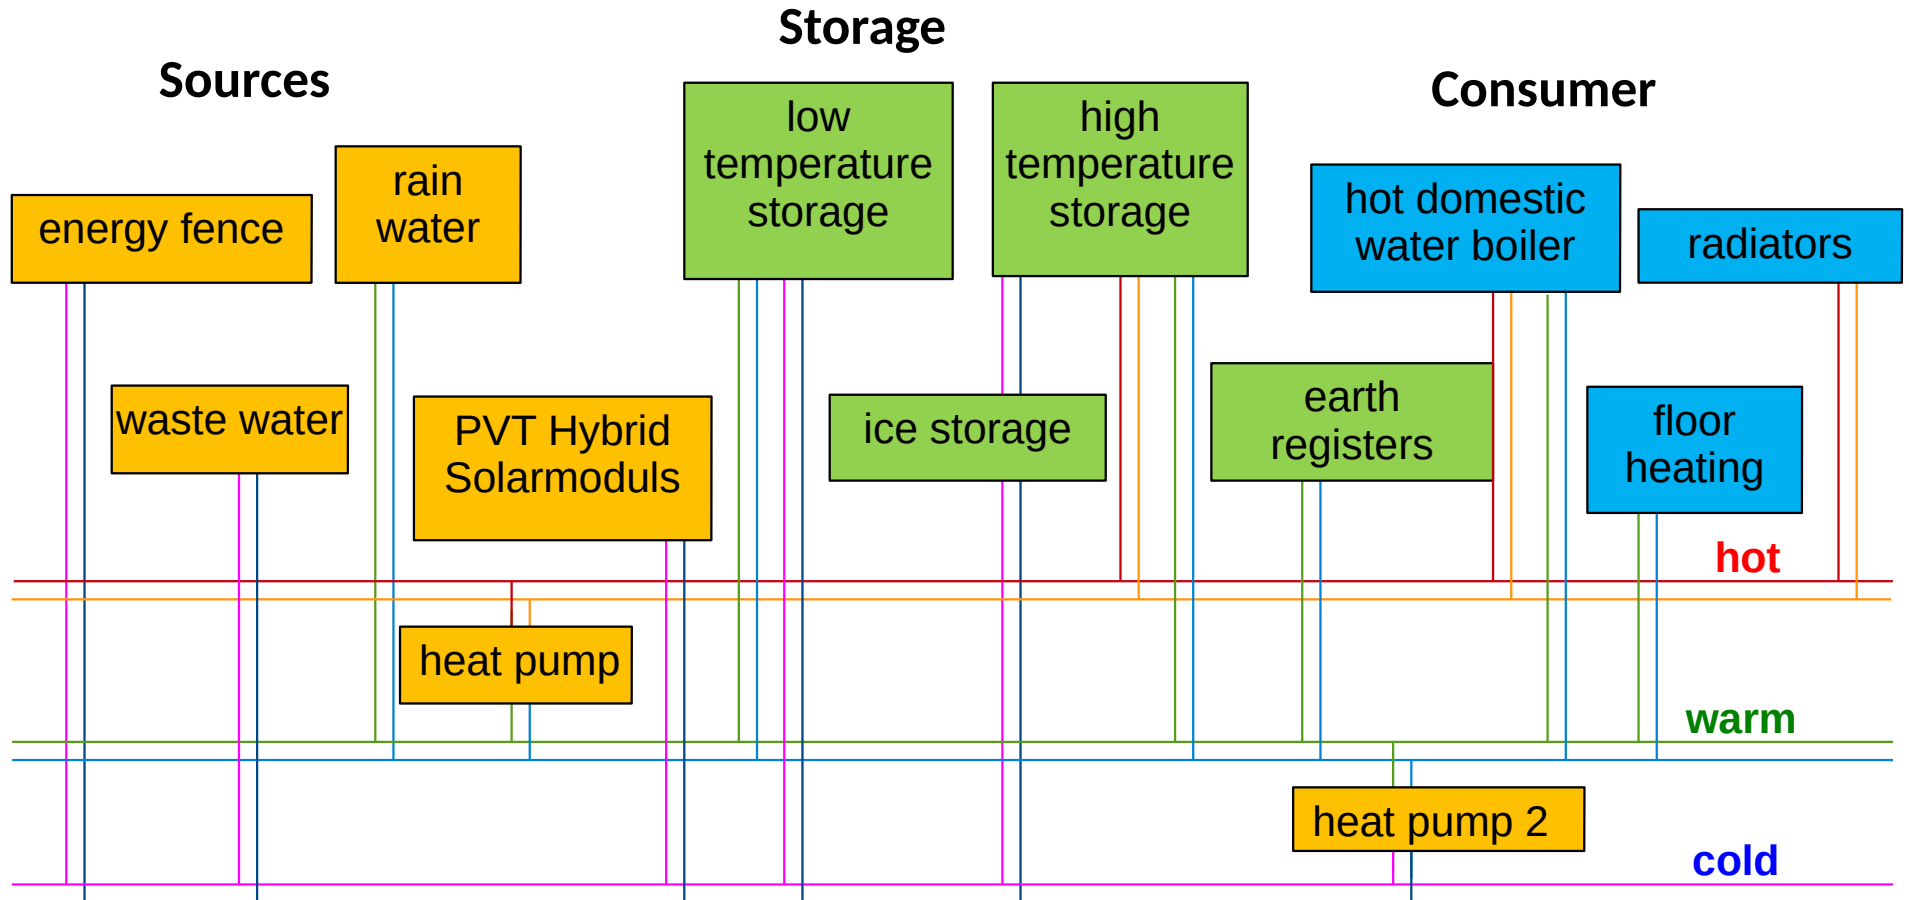 Storage
Sources
Consumer
low
temperature
storage
high
temperature
storage
rain
water
energy fence
hot domestic
water boiler
radiators
waste water
PVT Hybrid
Solarmoduls
ice storage
earth
registers
floor
heating
hot
heat pump
warm
heat pump 2
cold